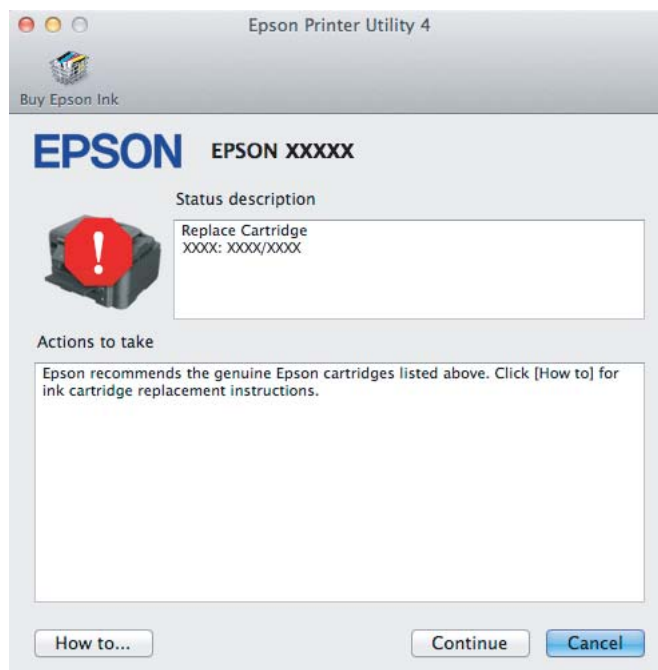 Epson Printer Utility 4
Buy Epson Ink
EPSON EPSON XXXXX
Status description
Replace Cartridge
XXXX: XXXX/XXXX
!
Actions to take
Epson recommends the genuine Epson cartridges listed above. Click [How to] for
ink cartridge replacement instructions.
How to... Continue Cancel